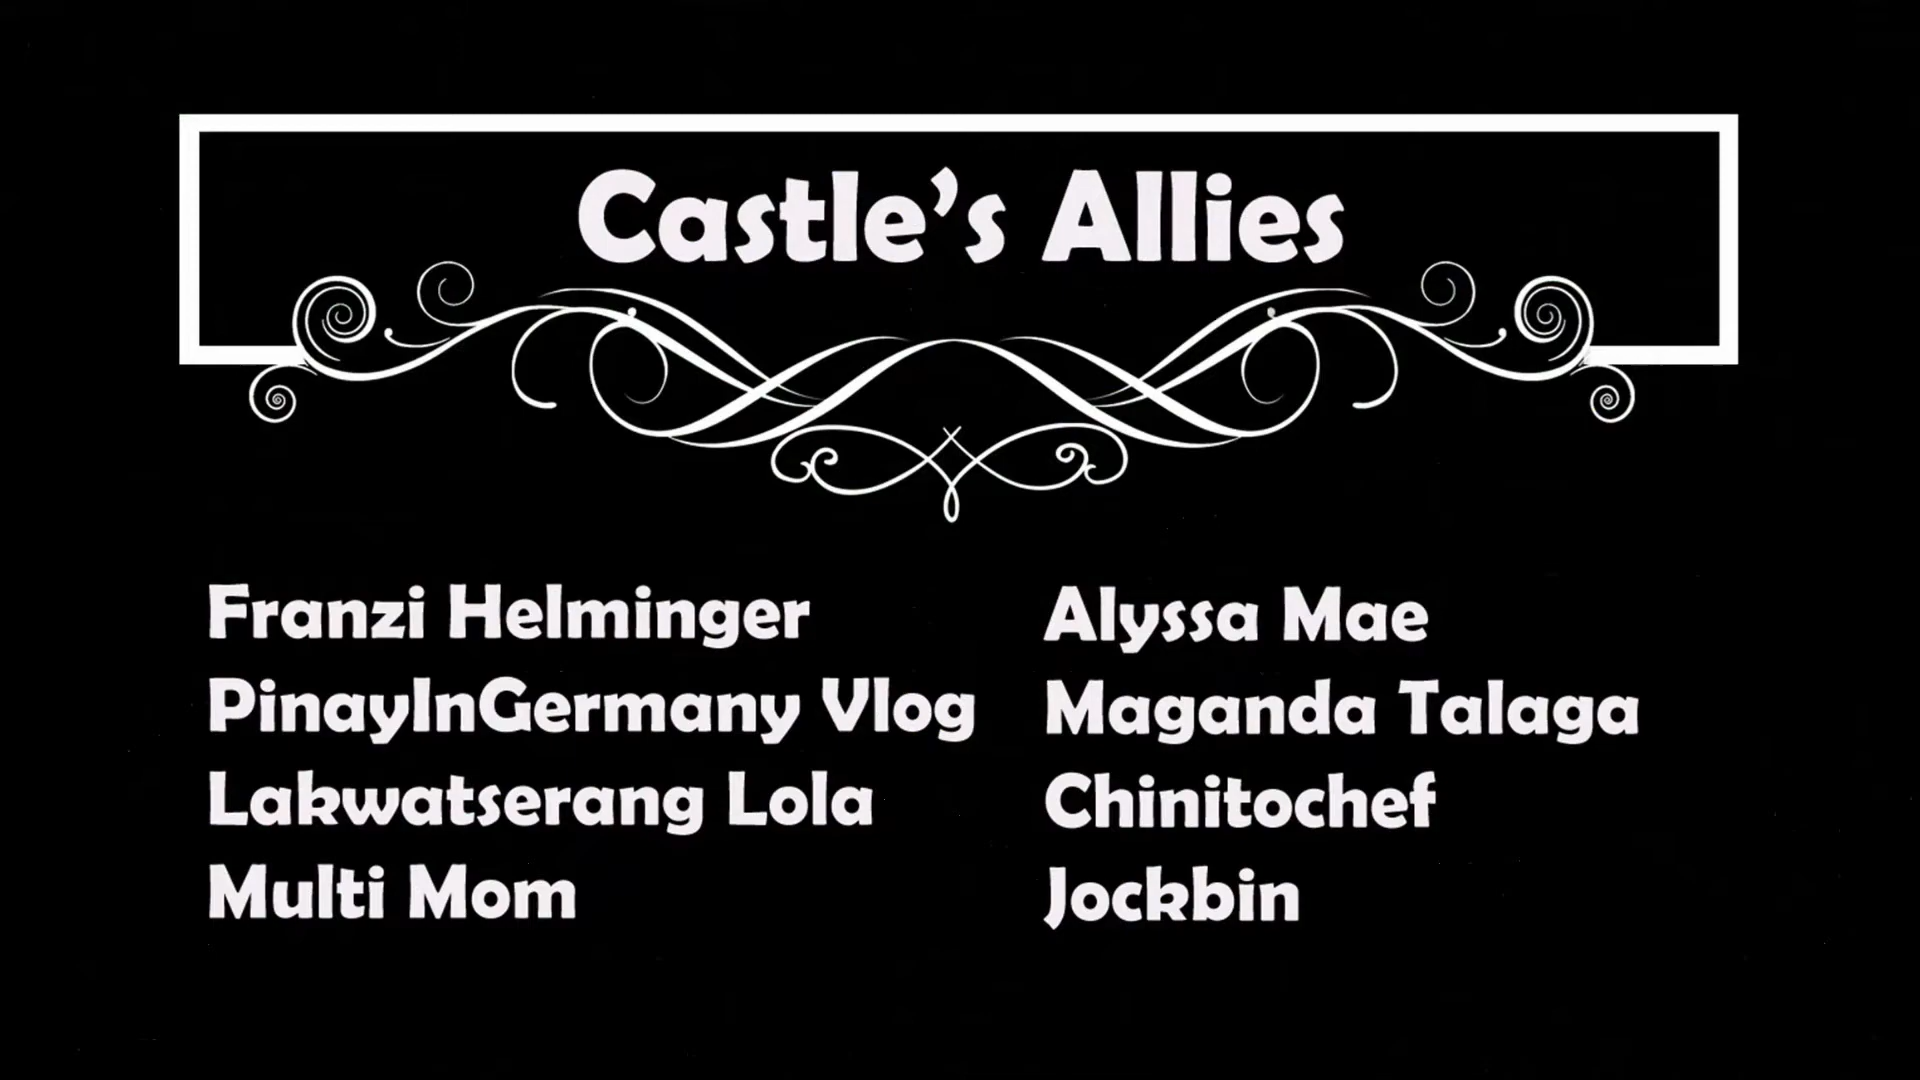 Castle’s Allies
Franzi Helminger
PinayInGermany Vlog
Lakwatserang Lola
Multi Mom
Alyssa Mae
Maganda Talaga
Chinitochef
Jockbin